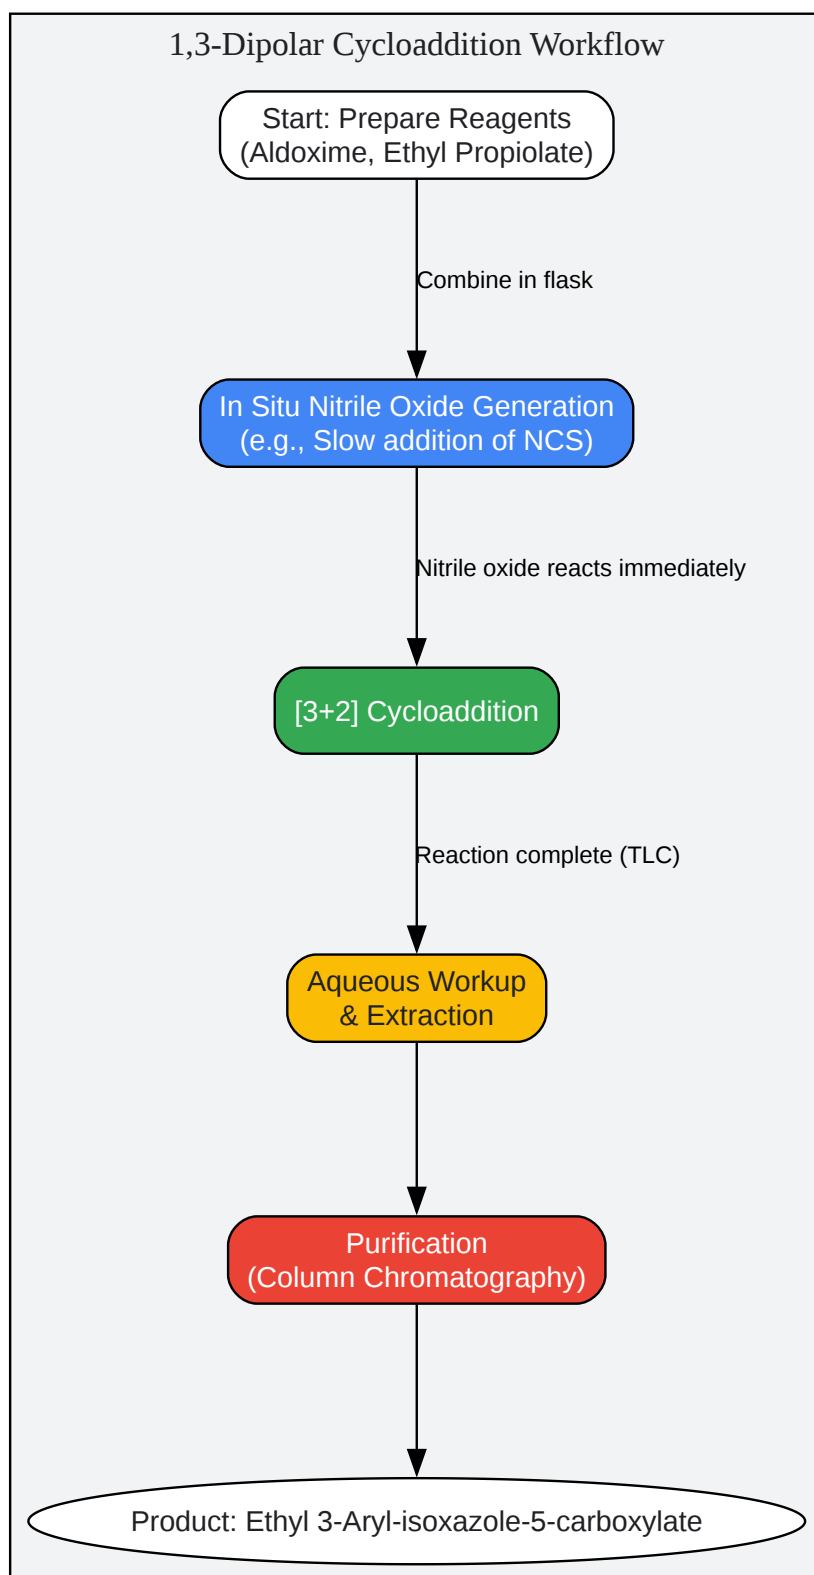 1,3-Dipolar Cycloaddition Workflow
Start: Prepare Reagents
(Aldoxime, Ethyl Propiolate)
Combine in flask
In Situ Nitrile Oxide Generation
(e.g., Slow addition of NCS)
Nitrile oxide reacts immediately
[3+2] Cycloaddition
Reaction complete (TLC)
Aqueous Workup
& Extraction
Purification
(Column Chromatography)
Product: Ethyl 3-Aryl-isoxazole-5-carboxylate